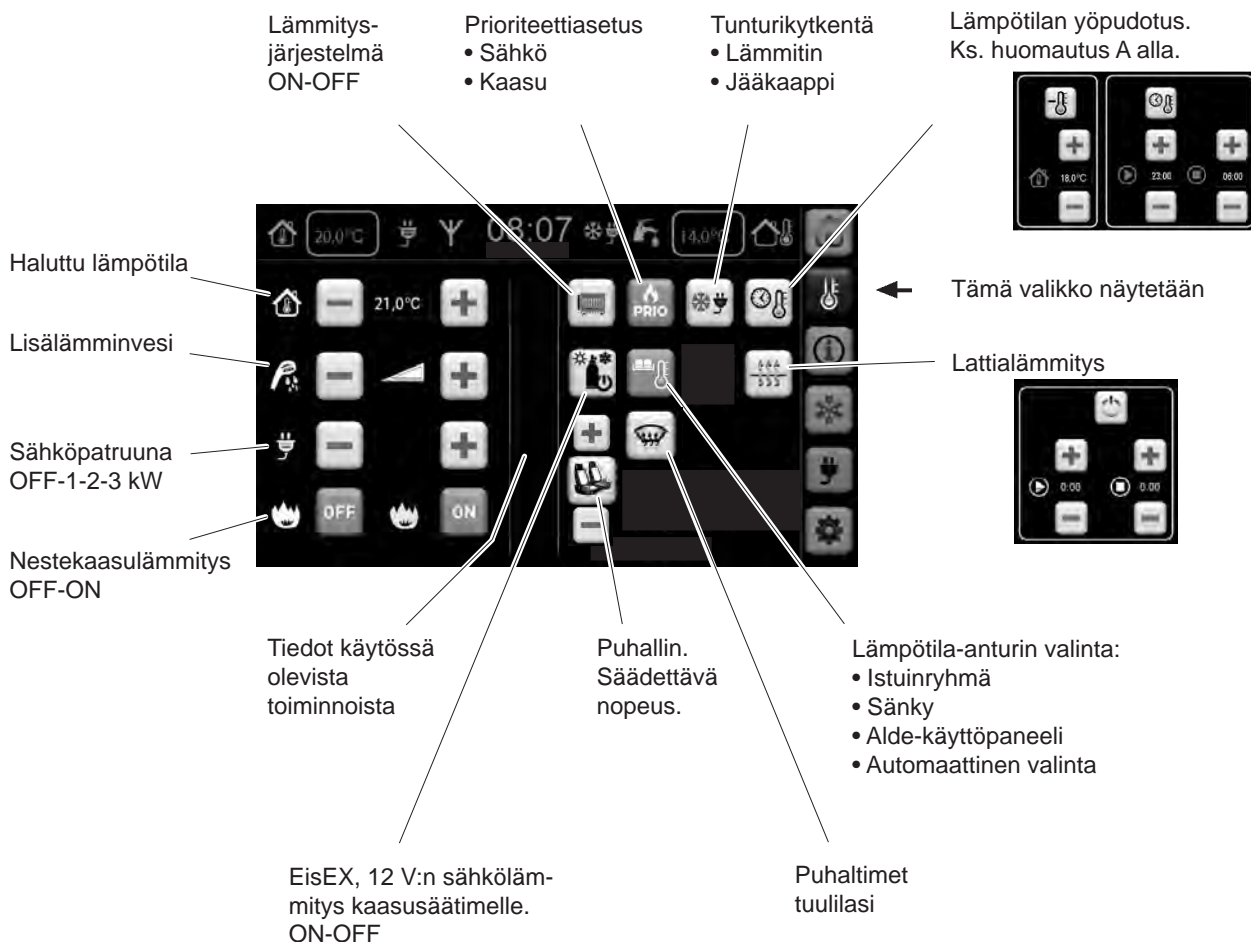 Lämmitys-
järjestelmä
ON-OFF
Prioriteettiasetus
• Sähkö
• Kaasu
Tunturikytkentä
• Lämmitin
• Jääkaappi
Lämpötilan yöpudotus.
Ks. huomautus A alla.
18.0°C
23:00
06:00
20,0°C
08:07
14,0°C
Haluttu lämpötila
21,0°C
PRIO
Tämä valikko näytetään
Lisälämminvesi
Lattialämmitys
0:00
0:00
Sähköpatruuna
OFF-1-2-3 kW
OFF
ON
Nestekaasulämmitys
OFF-ON
Tiedot käytössä
olevista
toiminnoista
Puhallin.
Säädettävä
nopeus.
Lämpötila-anturin valinta:
• Istuinryhmä
• Sänky
• Alde-käyttöpaneeli
• Automaattinen valinta
EisEX, 12 V:n sähköläm-
mitys kaasusäätimelle.
ON-OFF
Puhaltimet
tuulilasi